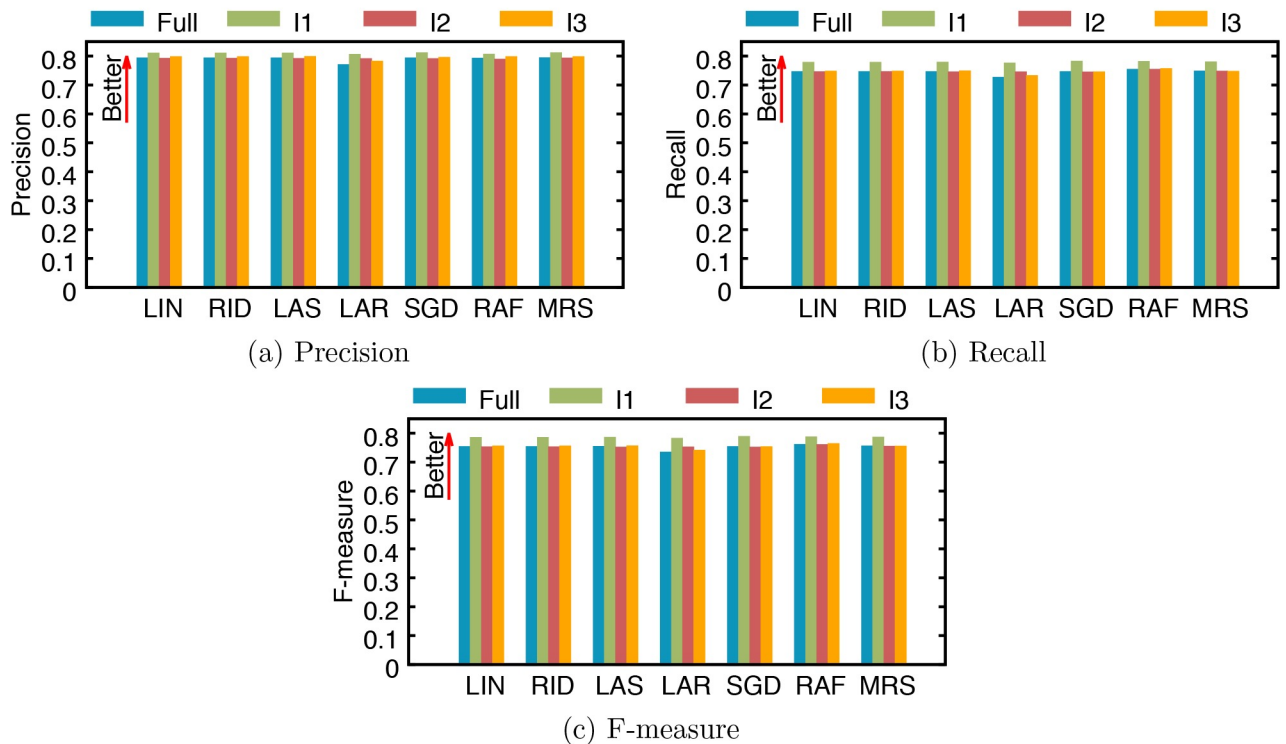 Full I1 I2 I3
Precision
Better
0.8
0.7
0.5
0.4
0.3
0.2
0.1
0
LIN RID LAS LAR SGD RAF MRS
(a) Precision
Full I1 I2 I3
Recall
Better
0.8
0.7
0.5
0.4
0.3
0.2
0.1
0
LIN RID LAS LAR SGD RAF MRS
(b) Recall
Full I1 I2 I3
F-measure
Better
0.8
0.7
0.6
0.5
0.4
0.3
0.2
0.1
0
LIN RID LAS LAR SGD RAF MRS
(c) F-measure